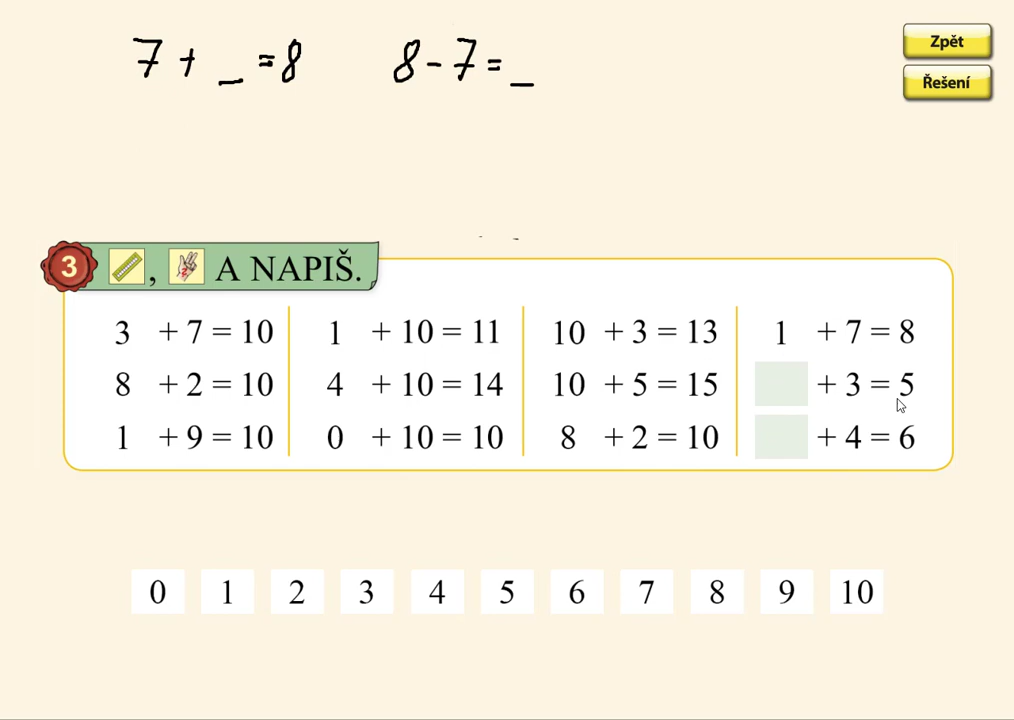 7 + _ = 8 8 - 7 = _
Zpět
Řešení
3 , A NAPIŠ.
3 + 7 = 10 1 + 10 = 11 10 + 3 = 13 1 + 7 = 8
8 + 2 = 10 4 + 10 = 14 10 + 5 = 15 + 3 = 5
1 + 9 = 10 0 + 10 = 10 8 + 2 = 10 + 4 = 6
0 1 2 3 4 5 6 7 8 9 10